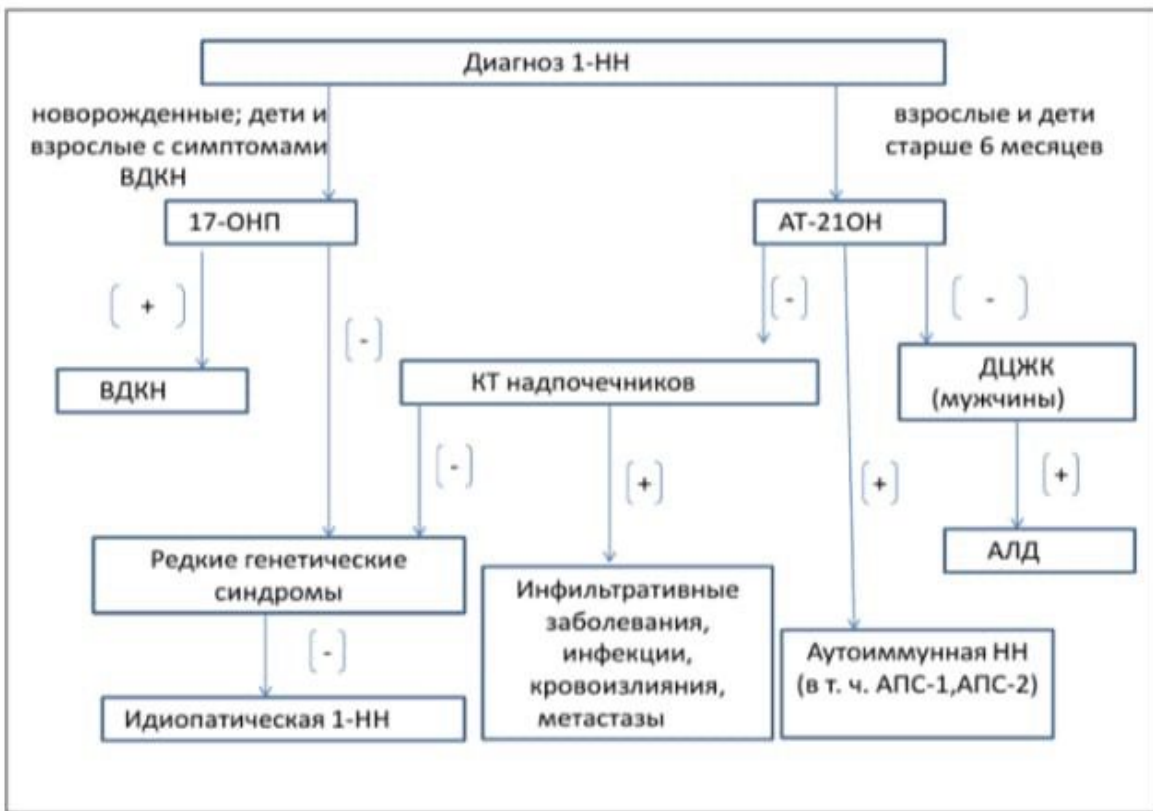 Диагноз 1-НН
новорожденные; дети и
взрослые с симптомами
ВДКН
взрослые и дети
старше 6 месяцев
17-ОНП
АТ-21ОН
( + )
(-)
(-)
( - )
ВДКН
КТ надпочечников
ДЦЖК
(мужчины)
(-)
(+)
(+)
(+)
Редкие генетические
синдромы
АЛД
Инфильтративные
заболевания,
инфекции,
кровоизлияния,
метастазы
Аутоиммунная НН
(в т. ч. АПС-1,АПС-2)
(-)
Идиопатическая 1-НН